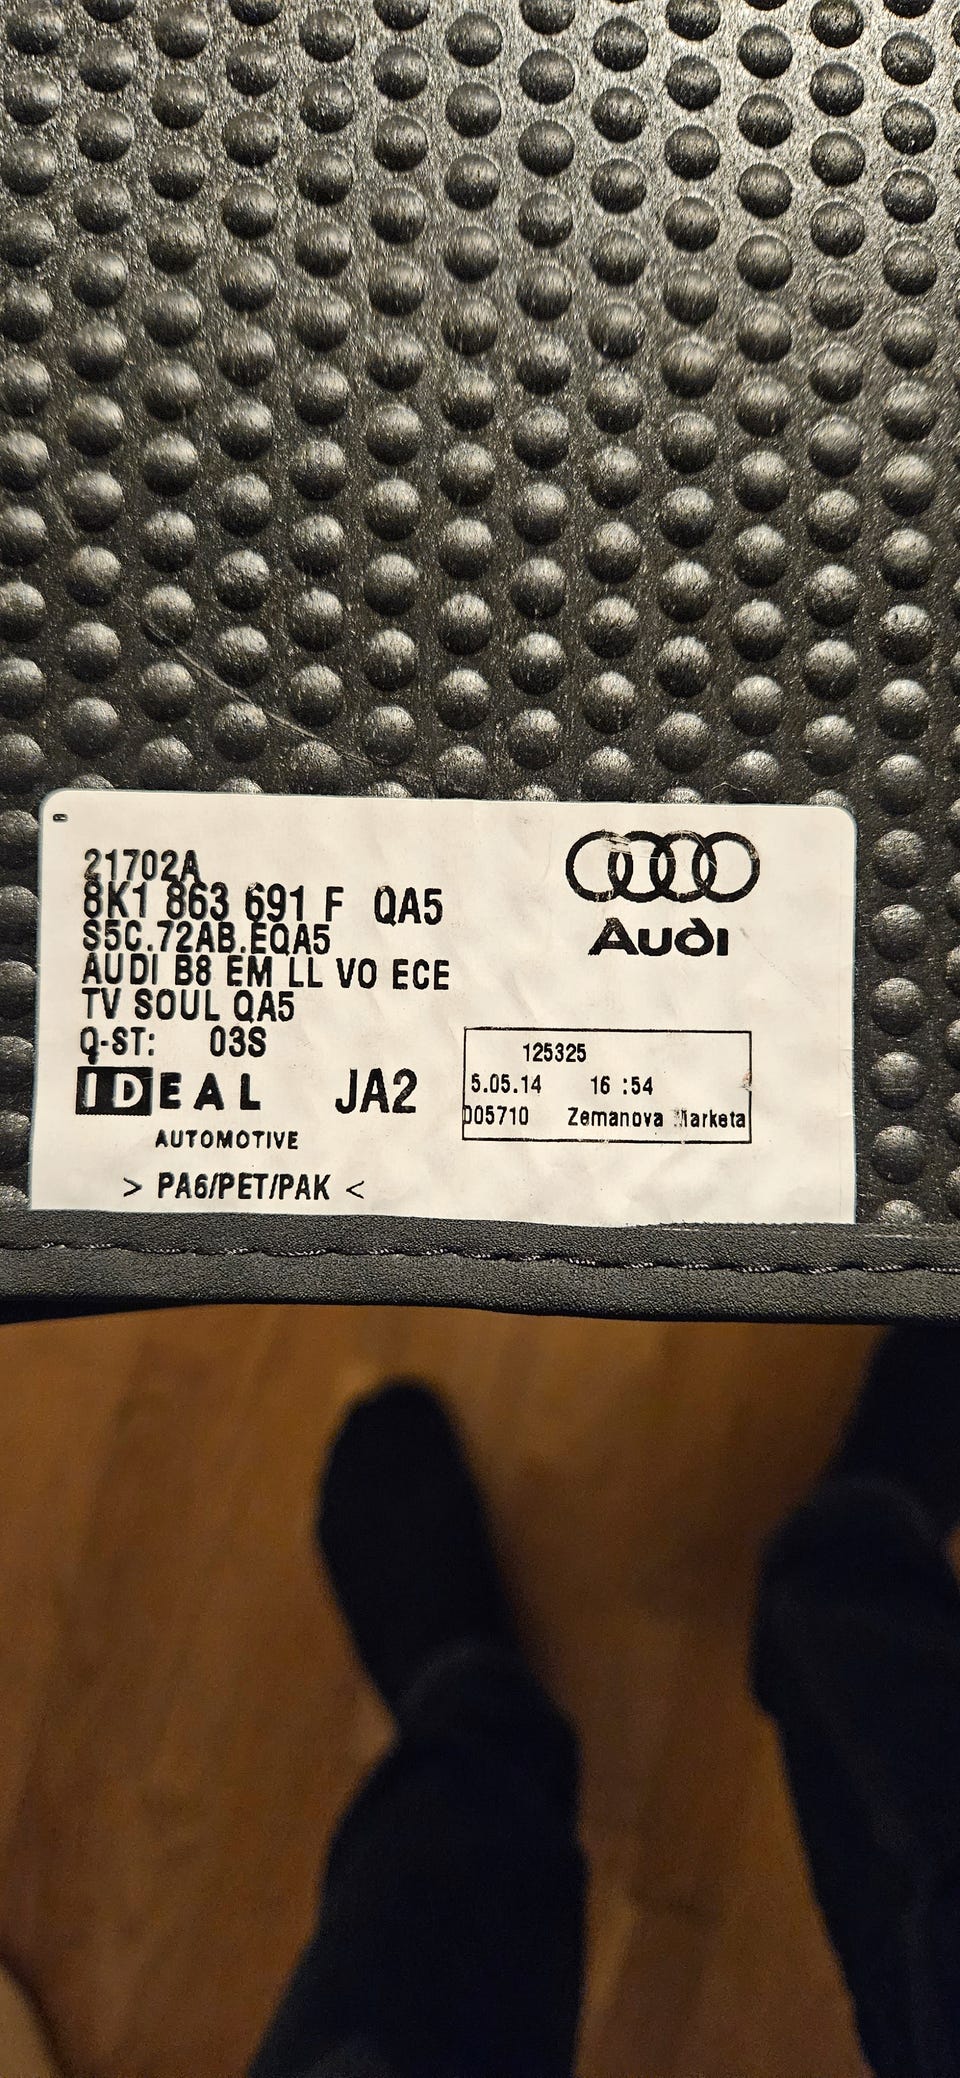 21702A
8K1 863 691 F QA5
S5C.72AB.EQA5
AUDI B8 EM LL VO ECE
TV SOUL QA5
Q-ST: 03S
IDEAL JA2
AUTOMOTIVE
> PA6/PET/PAK <
Audi
125325
5.05.14 16 :54
005710 Zemanova Marketa